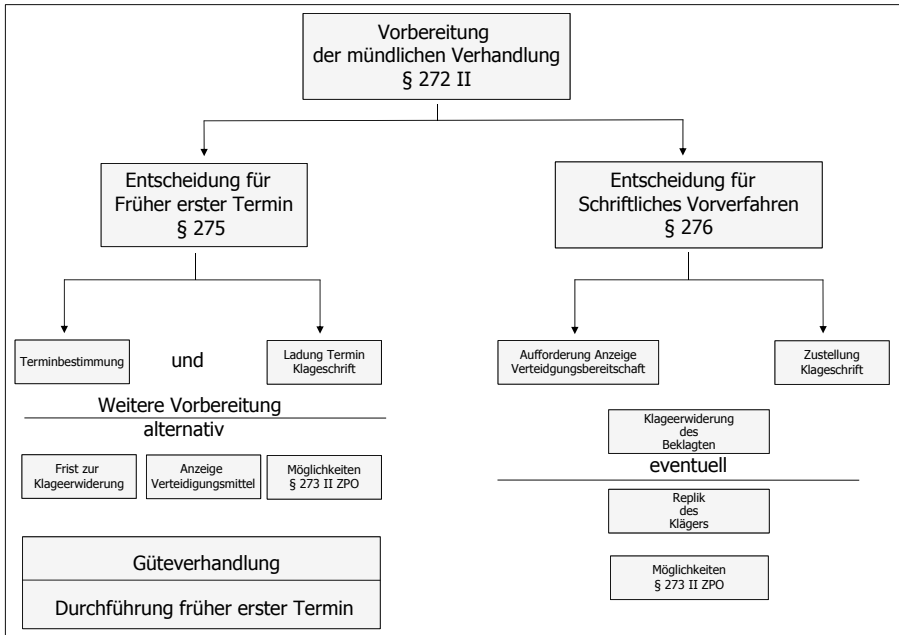 Vorbereitung
der mündlichen Verhandlung
§ 272 II
Entscheidung für
Früher erster Termin
§ 275
Entscheidung für
Schriftliches Vorverfahren
§ 276
Terminbestimmung
und
Ladung Termin
Klageschrift
Aufforderung Anzeige
Verteidgungsbereitschaft
Zustellung
Klageschrift
Weitere Vorbereitung
alternativ
Frist zur
Klageerwiderung
Anzeige
Verteidigungsmittel
Möglichkeiten
§ 273 II ZPO
Klageerwiderung
des
Beklagten
eventuell
Replik
des
Klägers
Möglichkeiten
§ 273 II ZPO
Güteverhandlung
Durchführung früher erster Termin